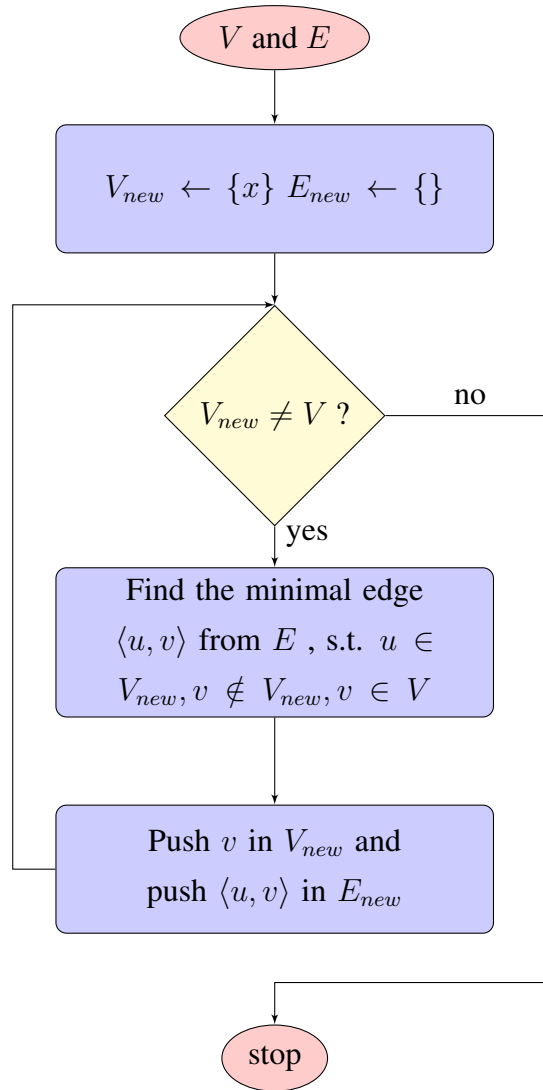 V and E
V_new ← {x} E_new ← {}
V_new ≠ V ?
no
yes
Find the minimal edge
⟨u, v⟩ from E , s.t. u ∈
V_new, v ∉ V_new, v ∈ V
Push v in V_new and
push ⟨u, v⟩ in E_new
stop